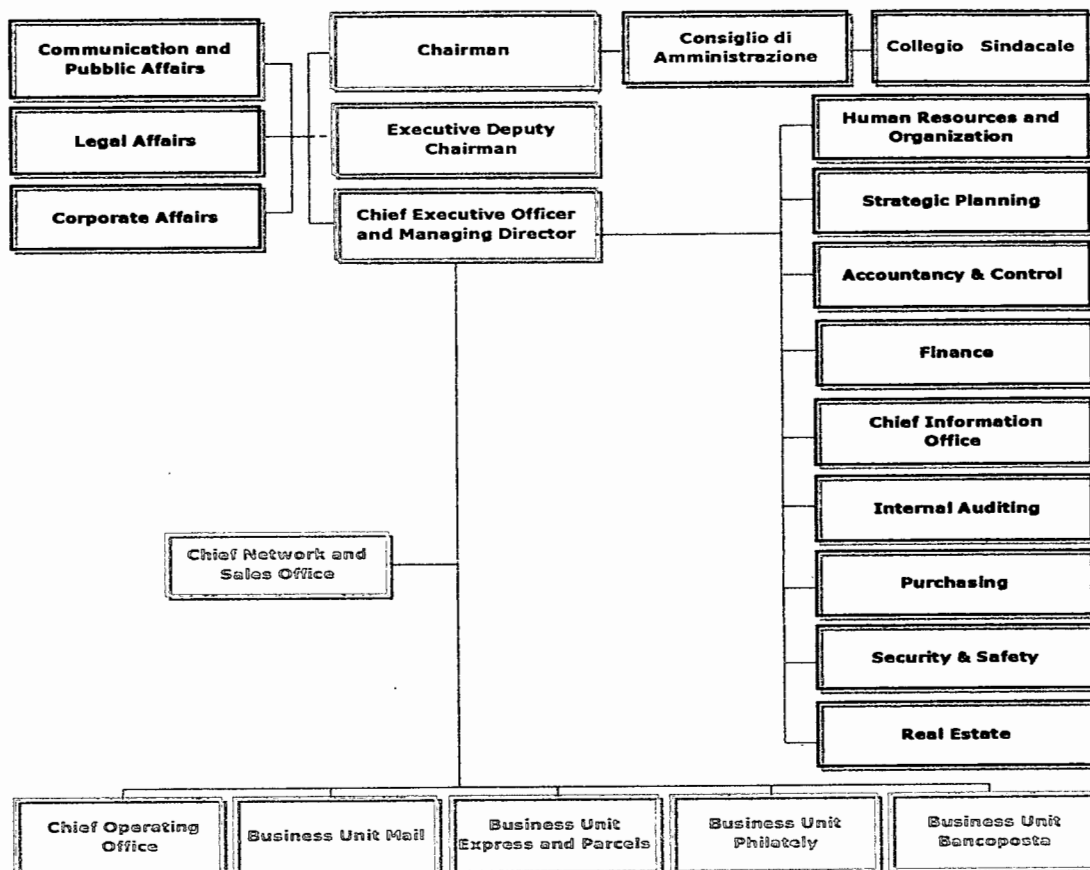 Communication and
Pubblic Affairs
Chairman
Consiglio di
Amministrazione
Collegio Sindacale
Legal Affairs
Executive Deputy
Chairman
Human Resources and
Organization
Corporate Affairs
Chief Executive Officer
and Managing Director
Strategic Planning
Accountancy & Control
Finance
Chief Information
Office
Internal Auditing
Chief Network and
Sales Office
Purchasing
Security & Safety
Real Estate
Chief Operating
Office
Business Unit Mail
Business Unit
Express and Parcels
Business Unit
Philately
Business Unit
Bancoposta